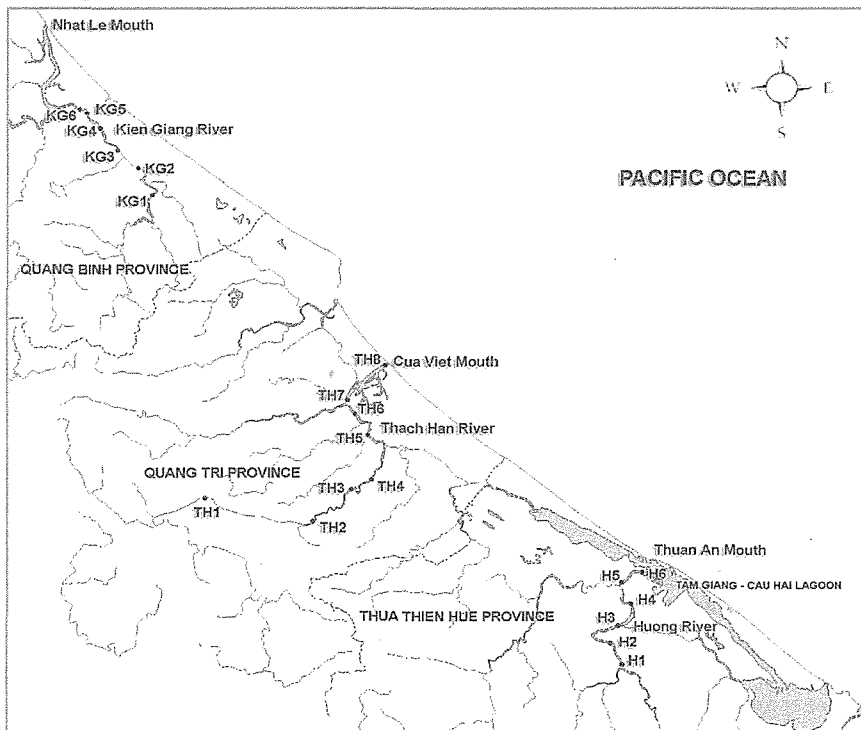 Nhat Le Mouth
N
W E
S
KG6 KG5
KG4 Kien Giang River
KG3
KG2
PACIFIC OCEAN
KG1
QUANG BINH PROVINCE
TH8 Cua Viet Mouth
TH7
TH6
Thach Han River
TH5
QUANG TRI PROVINCE
TH3 TH4
TH1
TH2
Thuan An Mouth
H5 H6
TAM GIANG - CAU HAI LAGOON
H4
THUA THIEN HUE PROVINCE
H3 Huong River
H2
H1